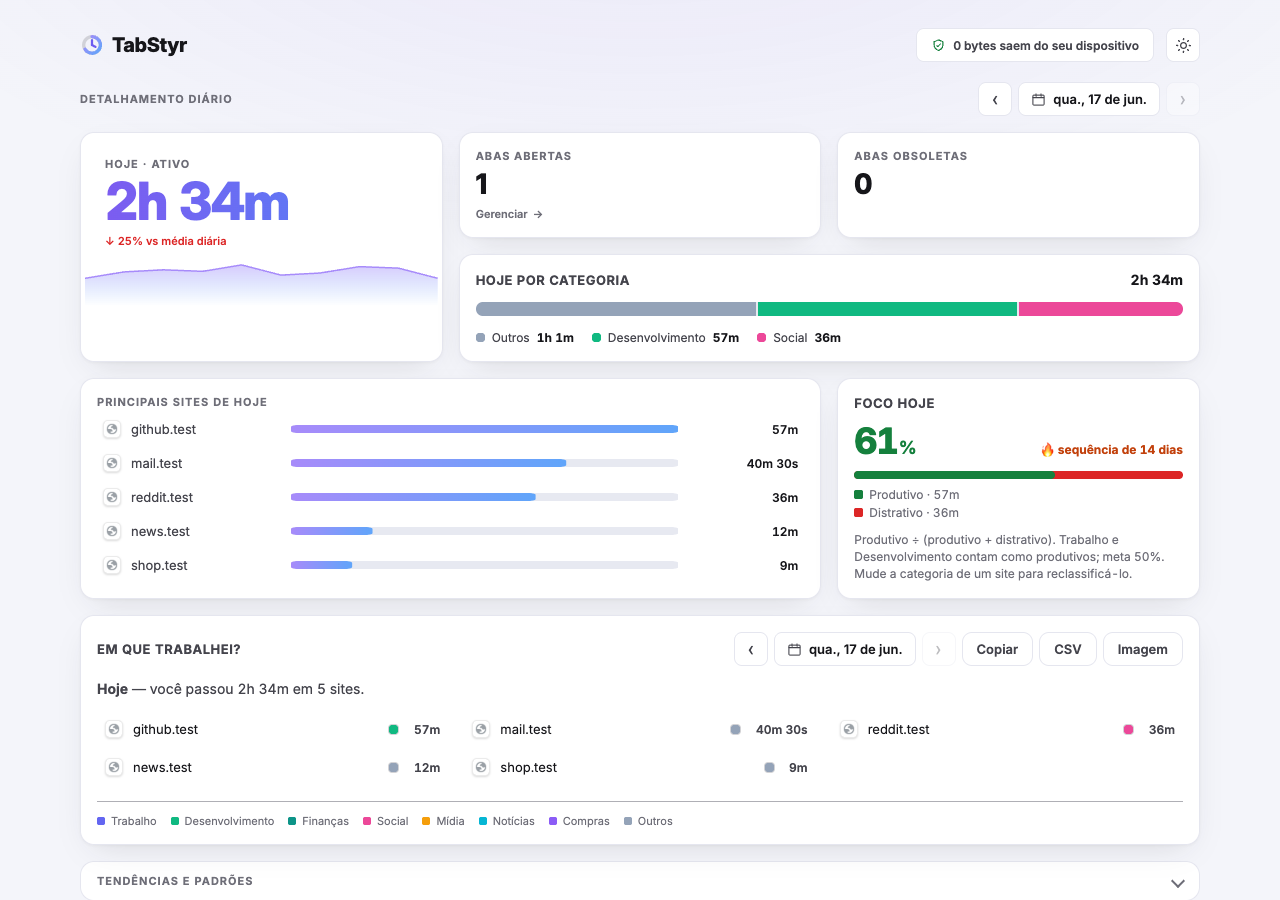 TabStyr
0 bytes saem do seu dispositivo
DETALHAMENTO DIÁRIO
qua., 17 de jun.
HOJE · ATIVO
2h 34m
↓ 25% vs média diária
ABAS ABERTAS
1
Gerenciar →
ABAS OBSOLETAS
0
HOJE POR CATEGORIA
2h 34m
Outros 1h 1m
Desenvolvimento 57m
Social 36m
PRINCIPAIS SITES DE HOJE
github.test 57m
mail.test 40m 30s
reddit.test 36m
news.test 12m
shop.test 9m
FOCO HOJE
61%
🔥 sequência de 14 dias
Produtivo · 57m
Distrativo · 36m
Produtivo ÷ (produtivo + distrativo). Trabalho e
Desenvolvimento contam como produtivos; meta 50%.
Mude a categoria de um site para reclassificá-lo.
EM QUE TRABALHEI?
qua., 17 de jun.
Copiar
CSV
Imagem
Hoje — você passou 2h 34m em 5 sites.
github.test 57m
mail.test 40m 30s
reddit.test 36m
news.test 12m
shop.test 9m
Trabalho
Desenvolvimento
Finanças
Social
Mídia
Notícias
Compras
Outros
TENDÊNCIAS E PADRÕES